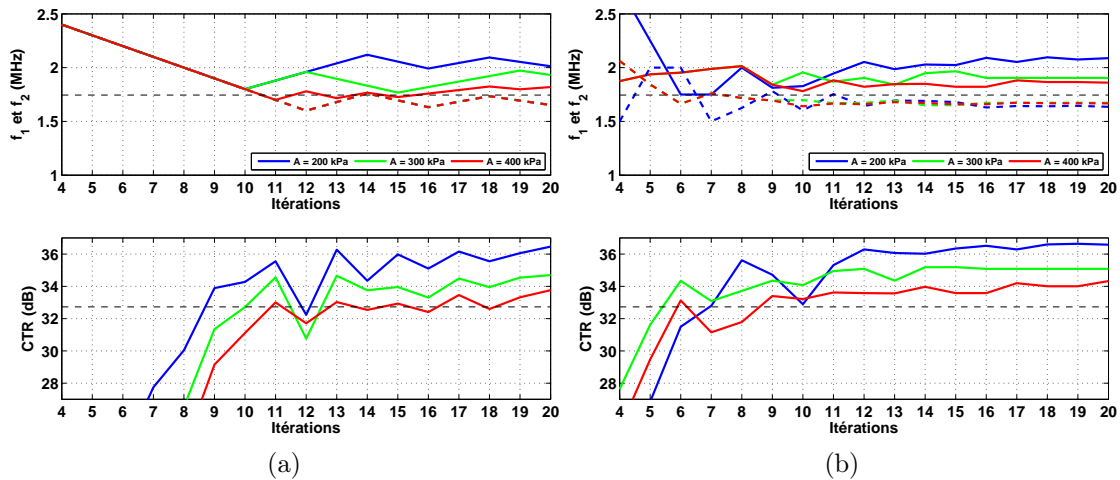 2.5
2
1.5
1
f1 et f2 (MHz)
A = 200 kPa A = 300 kPa A = 400 kPa
4 5 6 7 8 9 10 11 12 13 14 15 16 17 18 19 20
Itérations
36
34
32
30
28
CTR (dB)
4 5 6 7 8 9 10 11 12 13 14 15 16 17 18 19 20
Itérations
(a)
2.5
2
1.5
1
f1 et f2 (MHz)
A = 200 kPa A = 300 kPa A = 400 kPa
4 5 6 7 8 9 10 11 12 13 14 15 16 17 18 19 20
Itérations
36
34
32
30
28
CTR (dB)
4 5 6 7 8 9 10 11 12 13 14 15 16 17 18 19 20
Itérations
(b)